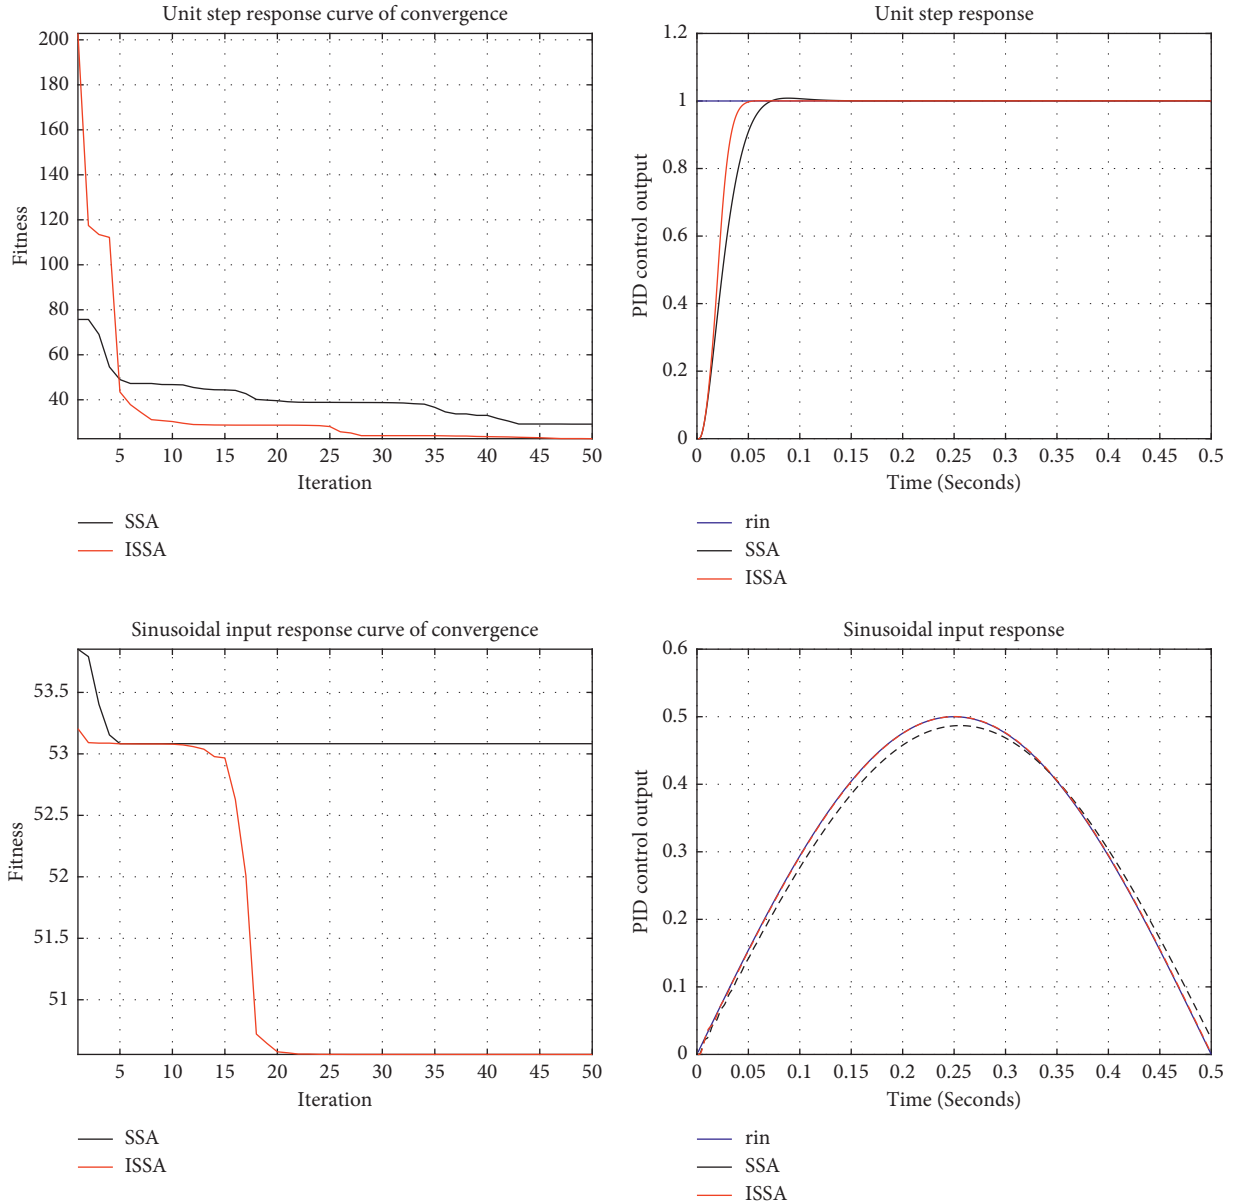 Unit step response curve of convergence
200
180
160
140
120
100
80
60
40
Fitness
5 10 15 20 25 30 35 40 45 50
Iteration
SSA
ISSA
Unit step response
1.2
1
0.8
0.6
0.4
0.2
0
PID control output
0 0.05 0.1 0.15 0.2 0.25 0.3 0.35 0.4 0.45 0.5
Time (Seconds)
rin
SSA
ISSA
Sinusoidal input response curve of convergence
53.5
53
52.5
52
51.5
51
Fitness
5 10 15 20 25 30 35 40 45 50
Iteration
SSA
ISSA
Sinusoidal input response
0.6
0.5
0.4
0.3
0.2
0.1
0
PID control output
0 0.05 0.1 0.15 0.2 0.25 0.3 0.35 0.4 0.45 0.5
Time (Seconds)
rin
SSA
ISSA